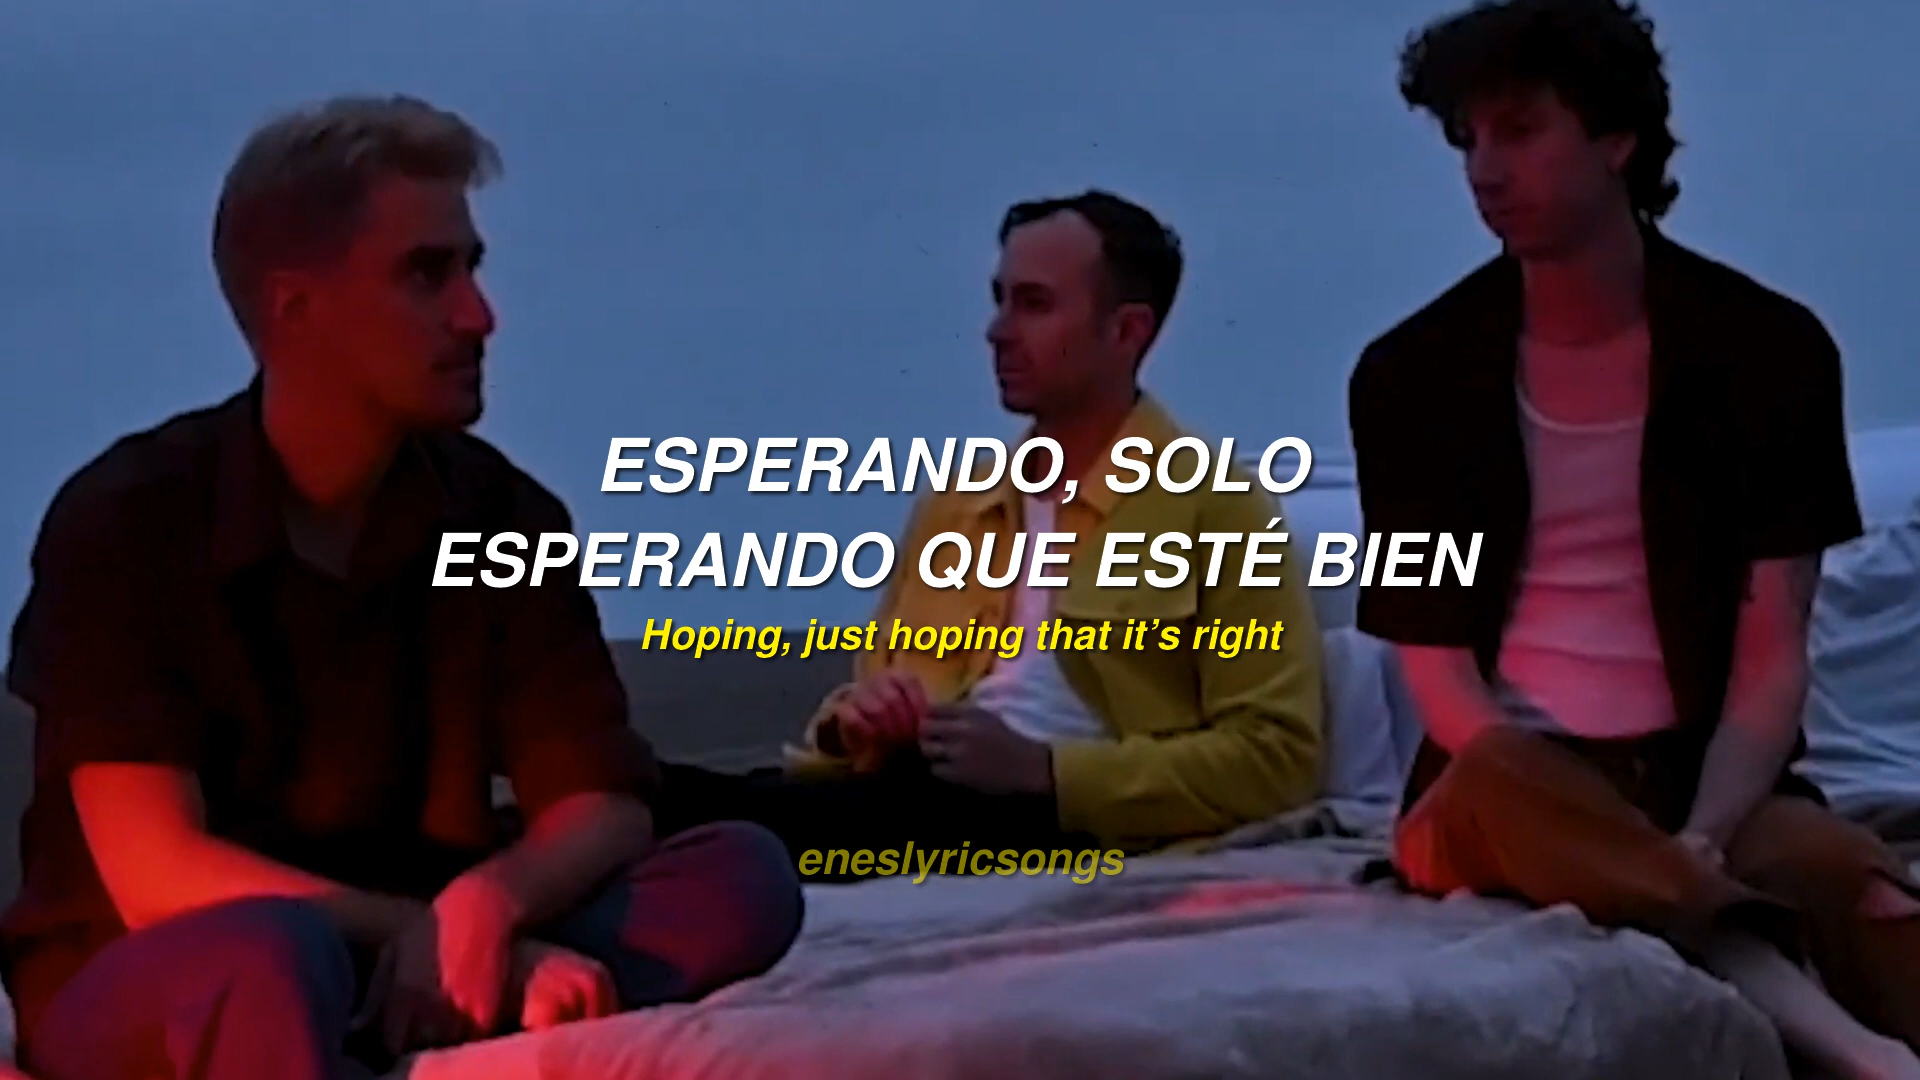 ESPERANDO, SOLO
ESPERANDO QUE ESTÉ BIEN
Hoping, just hoping that it’s right
eneslyricsongs